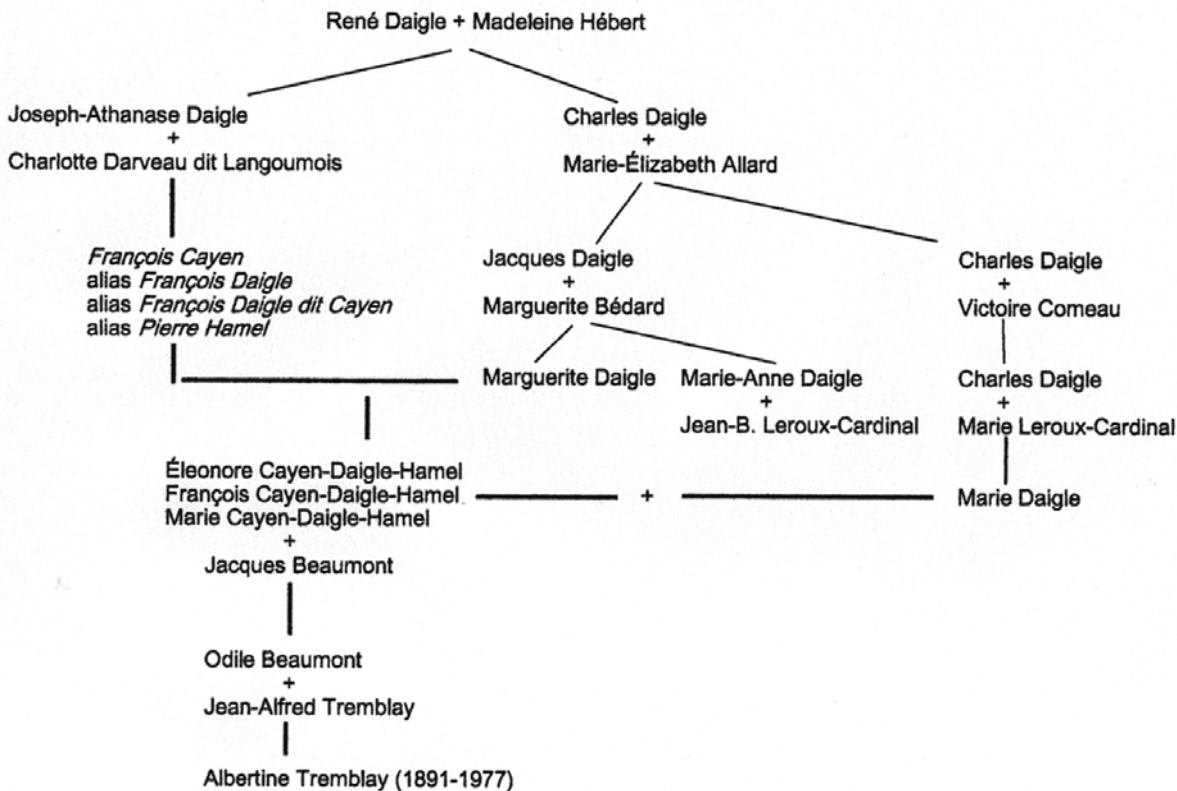 René Daigle + Madeleine Hébert
Joseph-Athanase Daigle
+
Charlotte Darveau dit Langoumois
Charles Daigle
+
Marie-Élizabeth Allard
François Cayen
alias François Daigle
alias François Daigle dit Cayen
alias Pierre Hamel
Jacques Daigle
+
Marguerite Bédard
Charles Daigle
+
Victoire Comeau
Marguerite Daigle
Marie-Anne Daigle
+
Jean-B. Leroux-Cardinal
Charles Daigle
+
Marie Leroux-Cardinal
Éleonore Cayen-Daigle-Hamel
François Cayen-Daigle-Hamel
Marie Cayen-Daigle-Hamel
+
Jacques Beaumont
+
Marie Daigle
Odile Beaumont
+
Jean-Alfred Tremblay
Albertine Tremblay (1891-1977)